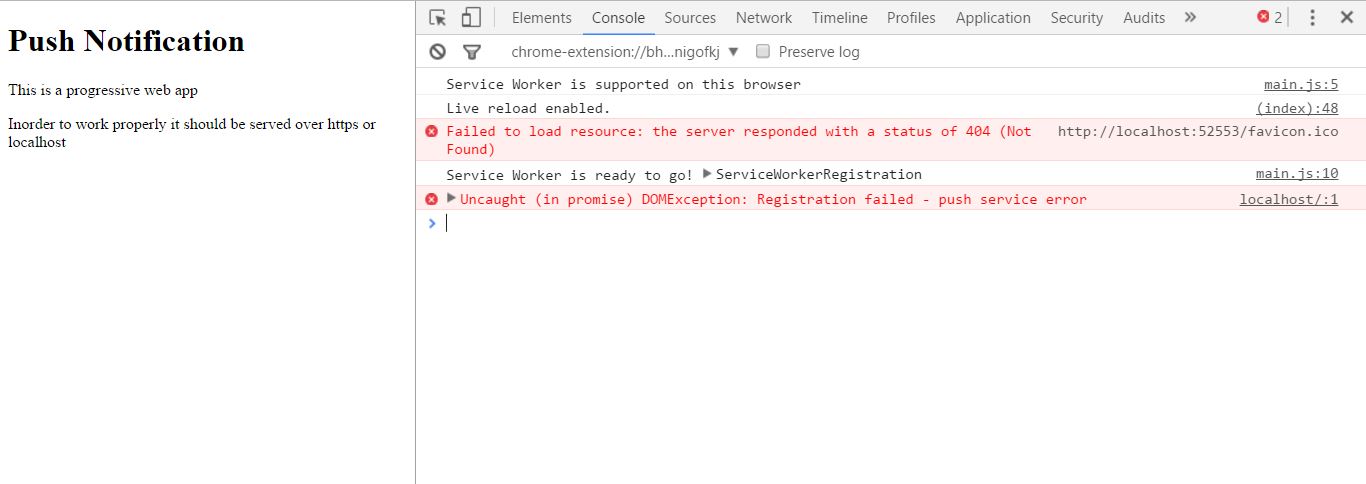 Push Notification
This is a progressive web app
Inorder to work properly it should be served over https or
localhost
Elements Console Sources Network Timeline Profiles Application Security Audits » 2
chrome-extension://bh...nigofkj ▼ Preserve log
Service Worker is supported on this browser main.js:5
Live reload enabled. (index):48
Failed to load resource: the server responded with a status of 404 (Not http://localhost:52553/favicon.ico
Found)
Service Worker is ready to go! ▶ServiceWorkerRegistration main.js:10
▶Uncaught (in promise) DOMException: Registration failed - push service error localhost/:1